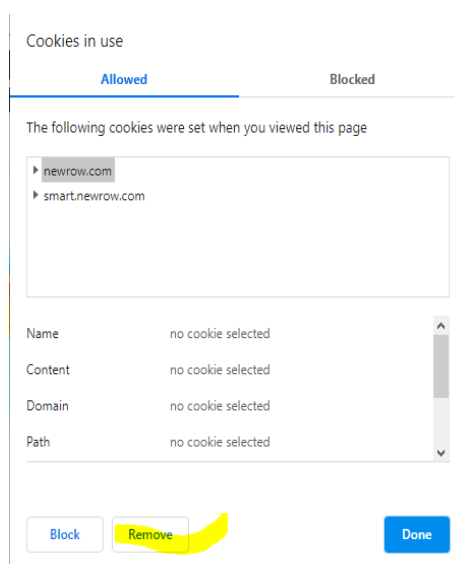 Cookies in use
Allowed Blocked
The following cookies were set when you viewed this page
newrow.com
smart.newrow.com
Name no cookie selected
Content no cookie selected
Domain no cookie selected
Path no cookie selected
Block Remove Done